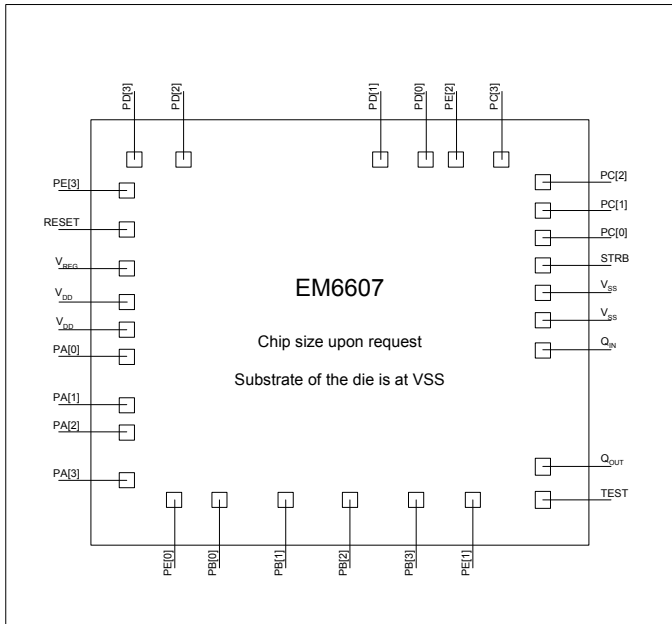 PD[3]
PD[2]
PD[1]
PD[0]
PE[2]
PC[3]
PE[3]
RESET
VREG
VDD
VDD
PA[0]
PA[1]
PA[2]
PA[3]
EM6607
Chip size upon request
Substrate of the die is at VSS
PC[2]
PC[1]
PC[0]
STRB
VSS
VSS
QIN
QOUT
TEST
PE[0]
PB[0]
PB[1]
PB[2]
PB[3]
PE[1]